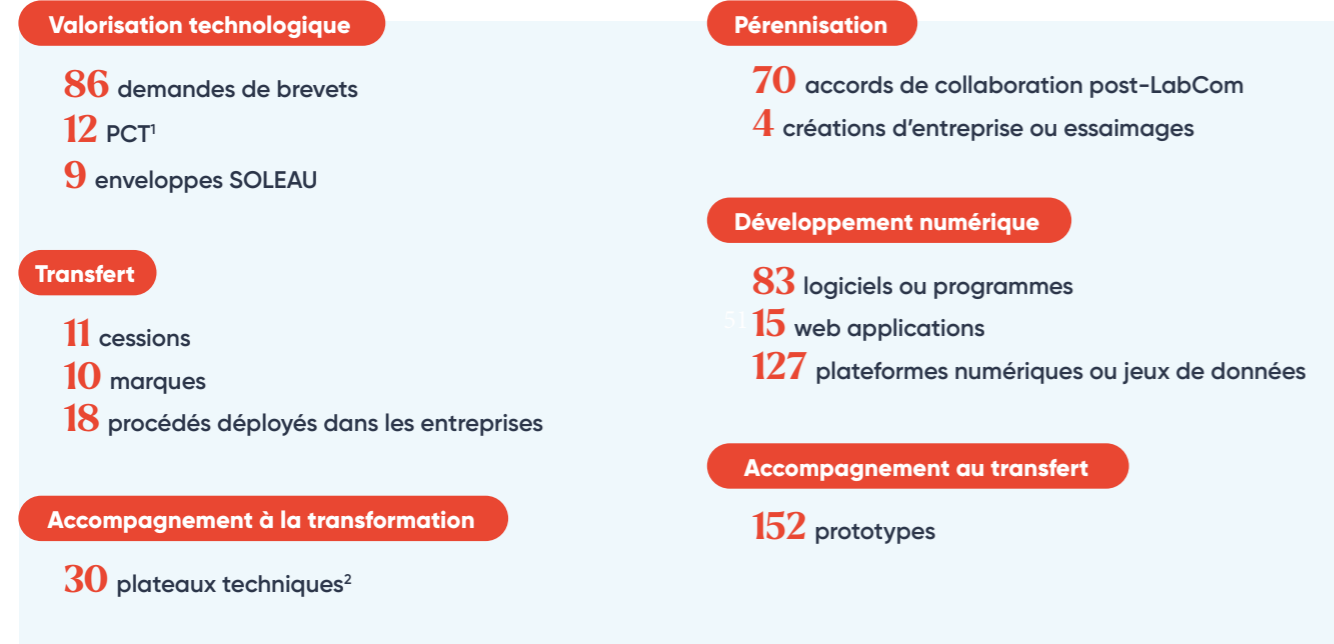 Valorisation technologique
86 demandes de brevets
12 PCT¹
9 enveloppes SOLEAU
Transfert
11 cessions
10 marques
18 procédés déployés dans les entreprises
Accompagnement à la transformation
30 plateaux techniques²
Pérennisation
70 accords de collaboration post-LabCom
4 créations d’entreprise ou essaimages
Développement numérique
83 logiciels ou programmes
51
15 web applications
127 plateformes numériques ou jeux de données
Accompagnement au transfert
152 prototypes